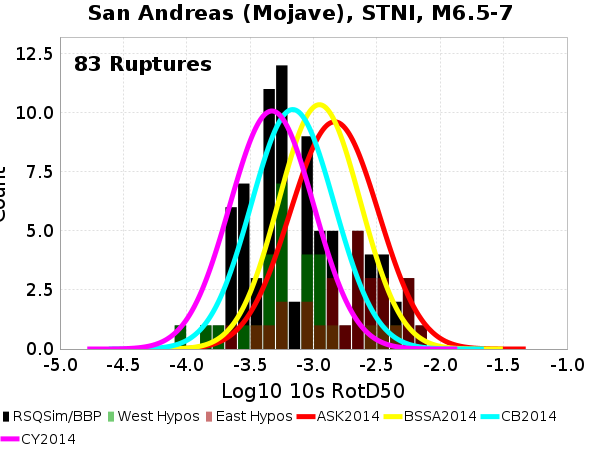 San Andreas (Mojave), STNI, M6.5-7
83 Ruptures
12.5
10.0
7.5
5.0
2.5
0.0
Count
-5.0 -4.5 -4.0 -3.5 -3.0 -2.5 -2.0 -1.5 -1.0
Log10 10s RotD50
RSQSim/BBP West Hypos East Hypos ASK2014 BSSA2014 CB2014
CY2014